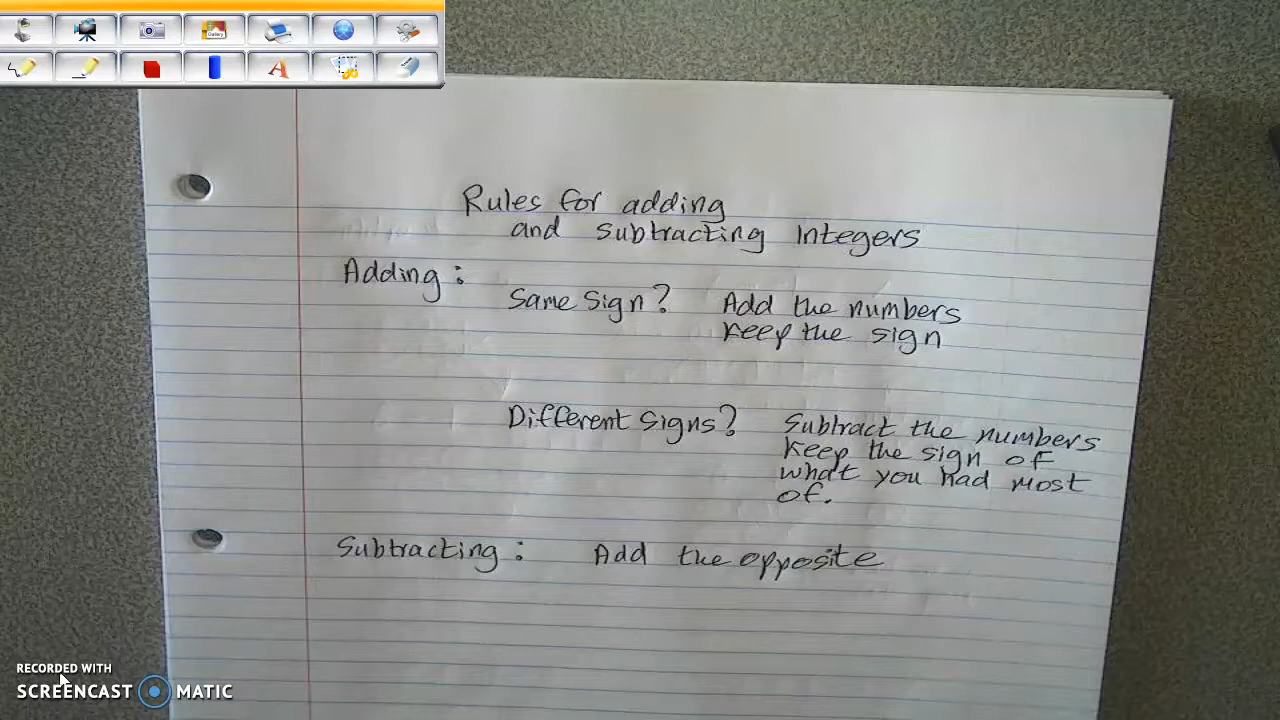 Gallery
A
Rules for adding
and subtracting Integers
Adding:
Same Sign? Add the numbers
keep the sign
Different Signs? Subtract the numbers
keep the sign of
what you had most
of.
Subtracting: Add the opposite
RECORDED WITH
SCREENCAST MATIC